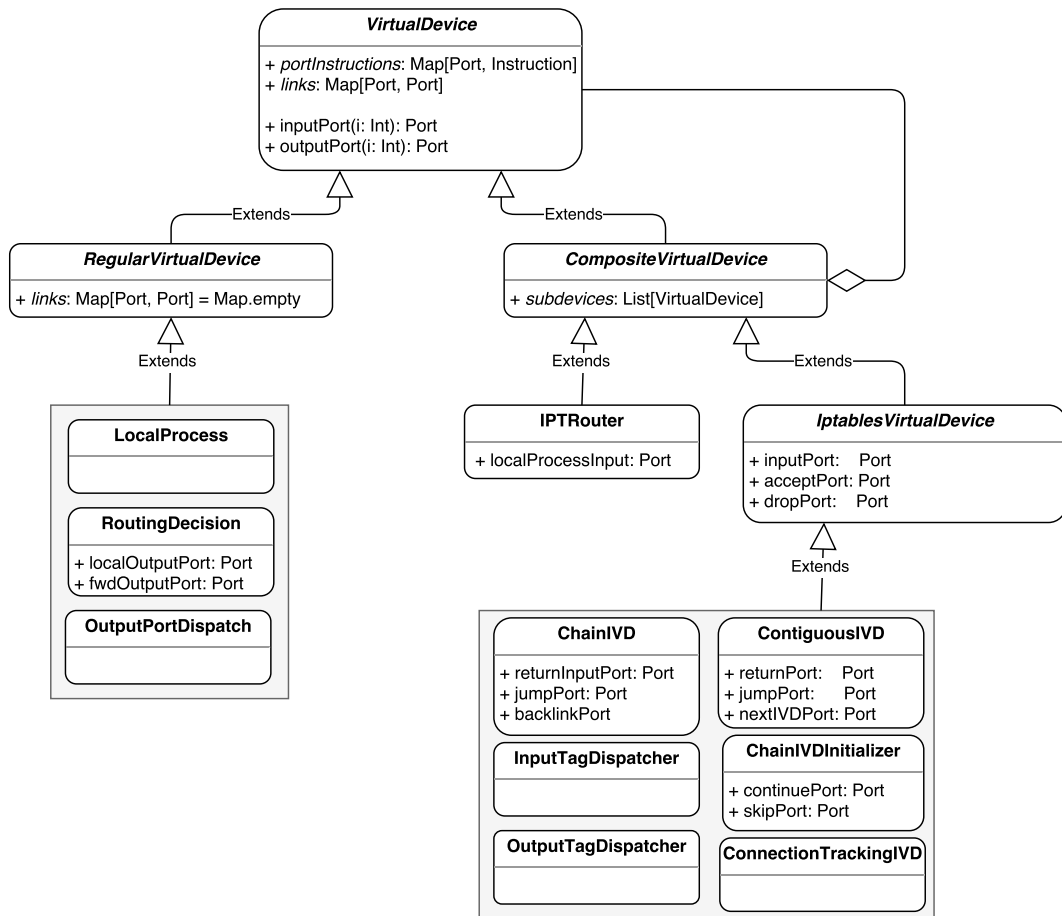 VirtualDevice
+ portInstructions: Map[Port, Instruction]
+ links: Map[Port, Port]
+ inputPort(i: Int): Port
+ outputPort(i: Int): Port
Extends
Extends
RegularVirtualDevice
+ links: Map[Port, Port] = Map.empty
CompositeVirtualDevice
+ subdevices: List[VirtualDevice]
Extends
Extends
Extends
LocalProcess
RoutingDecision
+ localOutputPort: Port
+ fwdOutputPort: Port
OutputPortDispatch
IPTRouter
+ localProcessInput: Port
IptablesVirtualDevice
+ inputPort: Port
+ acceptPort: Port
+ dropPort: Port
Extends
ChainIVD
+ returnInputPort: Port
+ jumpPort: Port
+ backlinkPort
ContiguousIVD
+ returnPort: Port
+ jumpPort: Port
+ nextIVDPort: Port
InputTagDispatcher
ChainIVDInitializer
+ continuePort: Port
+ skipPort: Port
OutputTagDispatcher
ConnectionTrackingIVD